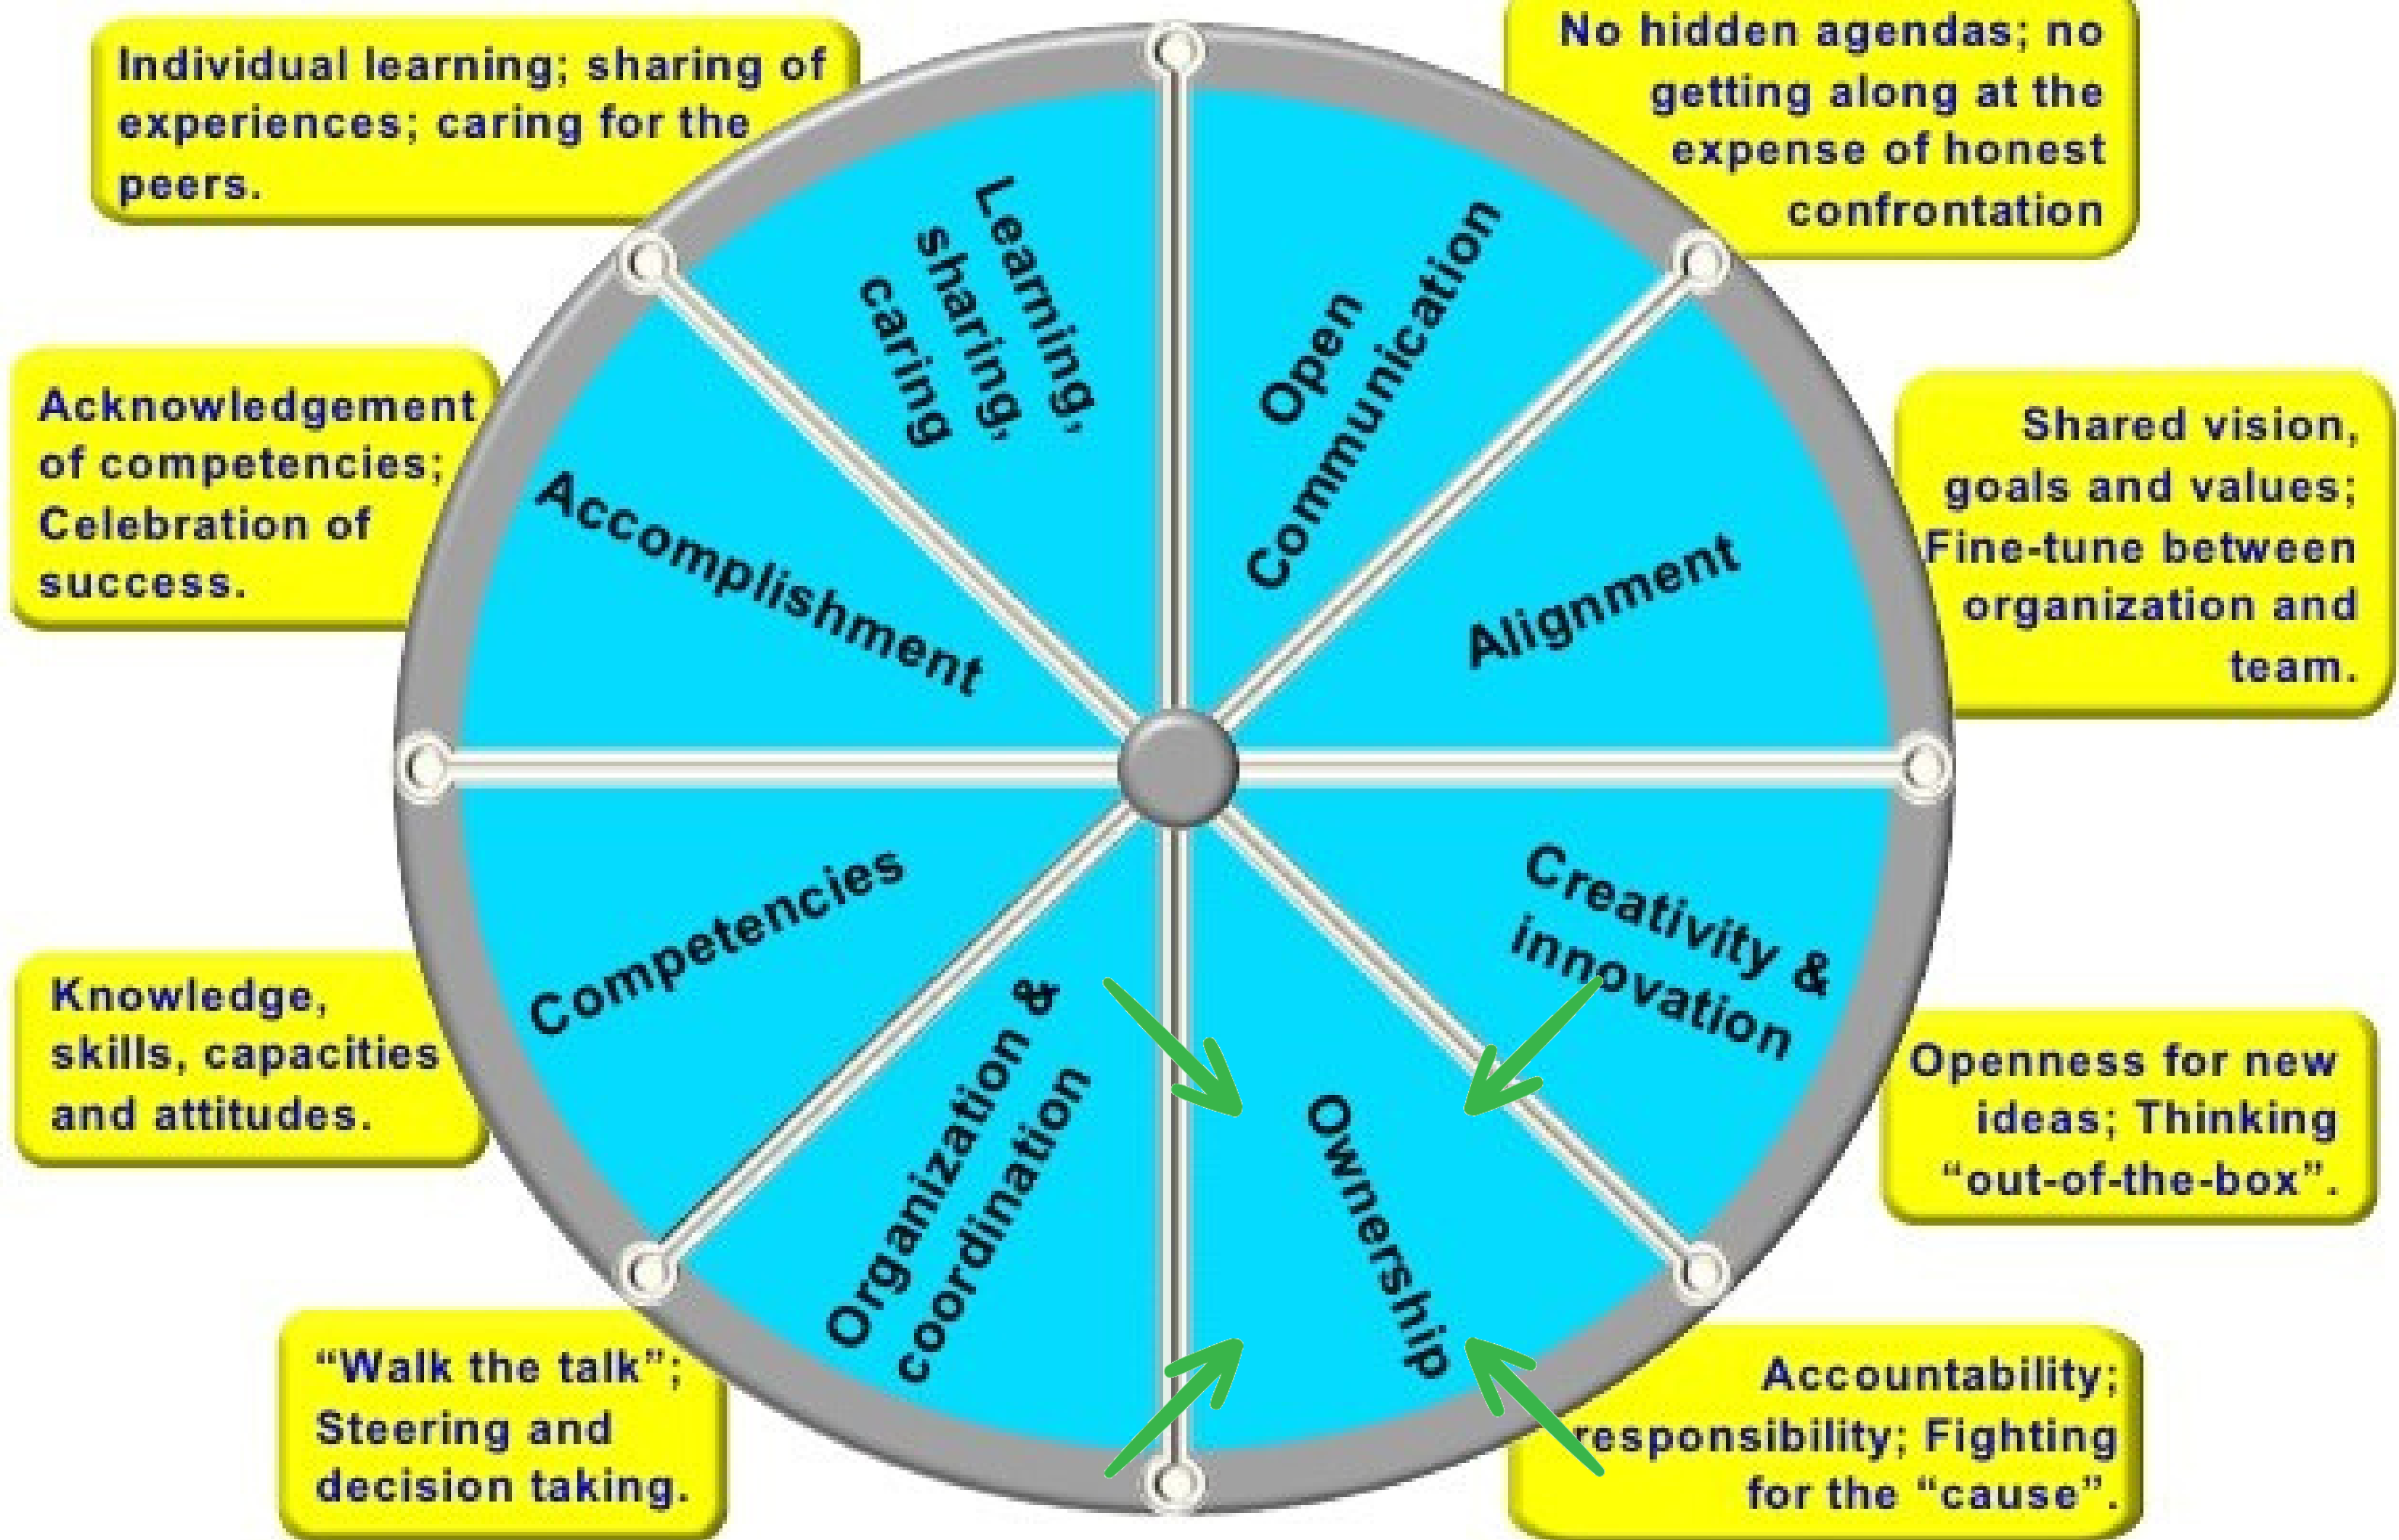 Individual learning; sharing of
experiences; caring for the
peers.
No hidden agendas; no
getting along at the
expense of honest
confrontation
Learning,
sharing,
caring
Open
Communication
Acknowledgement
of competencies;
Celebration of
success.
Accomplishment
Alignment
Shared vision,
goals and values;
Fine-tune between
organization and
team.
Knowledge,
skills, capacities
and attitudes.
Competencies
Creativity &
innovation
Openness for new
ideas; Thinking
“out-of-the-box”.
Organization &
coordination
Ownership
“Walk the talk”;
Steering and
decision taking.
Accountability;
responsibility; Fighting
for the “cause”.